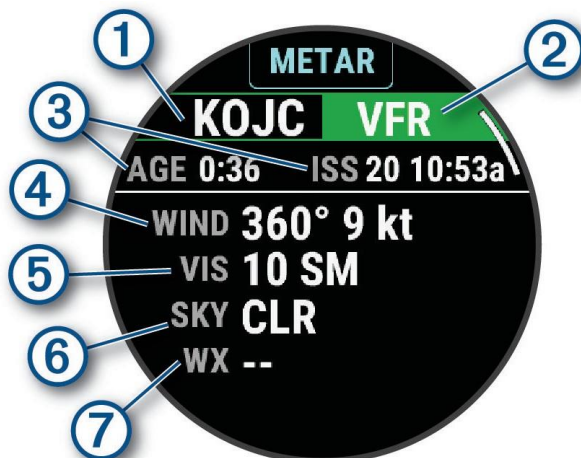 METAR
1
KOJC VFR
2
3
AGE 0:36 ISS 20 10:53a
4
WIND 360° 9 kt
5
VIS 10 SM
6
SKY CLR
7
WX --